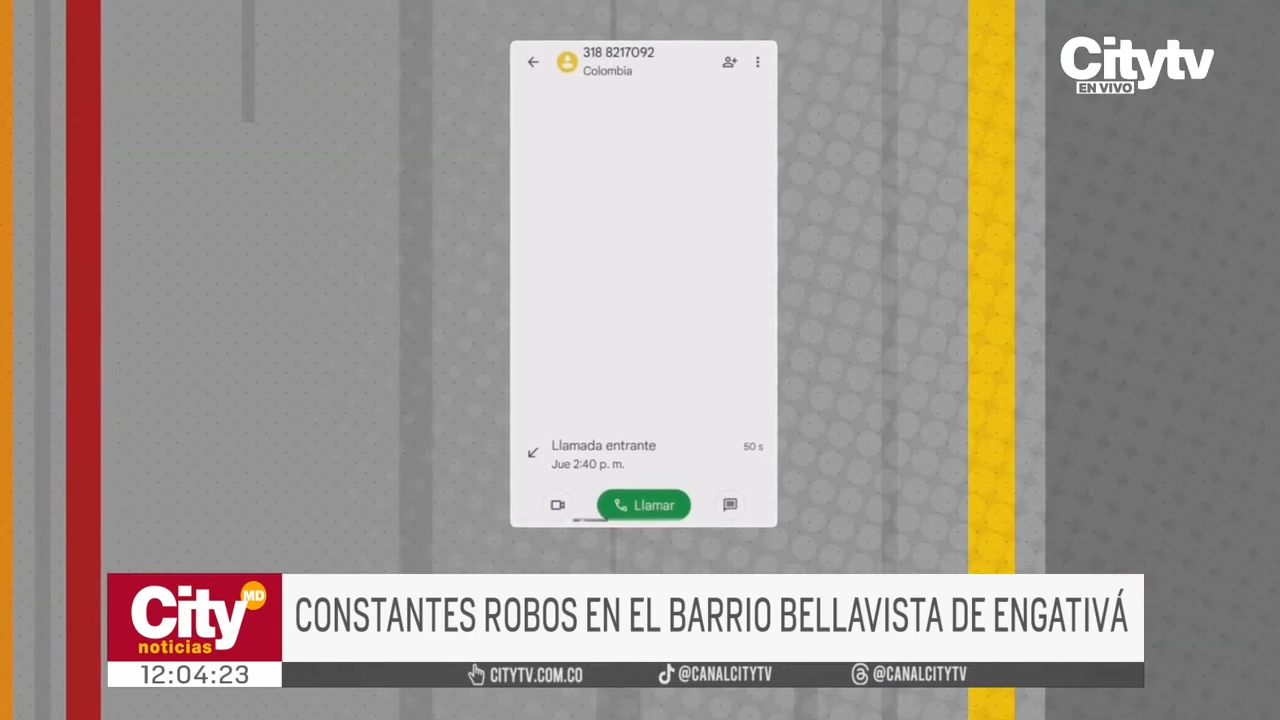 318 8217092
Colombia
Citytv
EN VIVO
Llamada entrante
50 s
Jue 2:40 p. m.
Llamar
City MD
noticias
CONSTANTES ROBOS EN EL BARRIO BELLAVISTA DE ENGATIVÁ
12:04:23
CITYTV.COM.CO
@CANALCITYTV
@CANALCITYTV